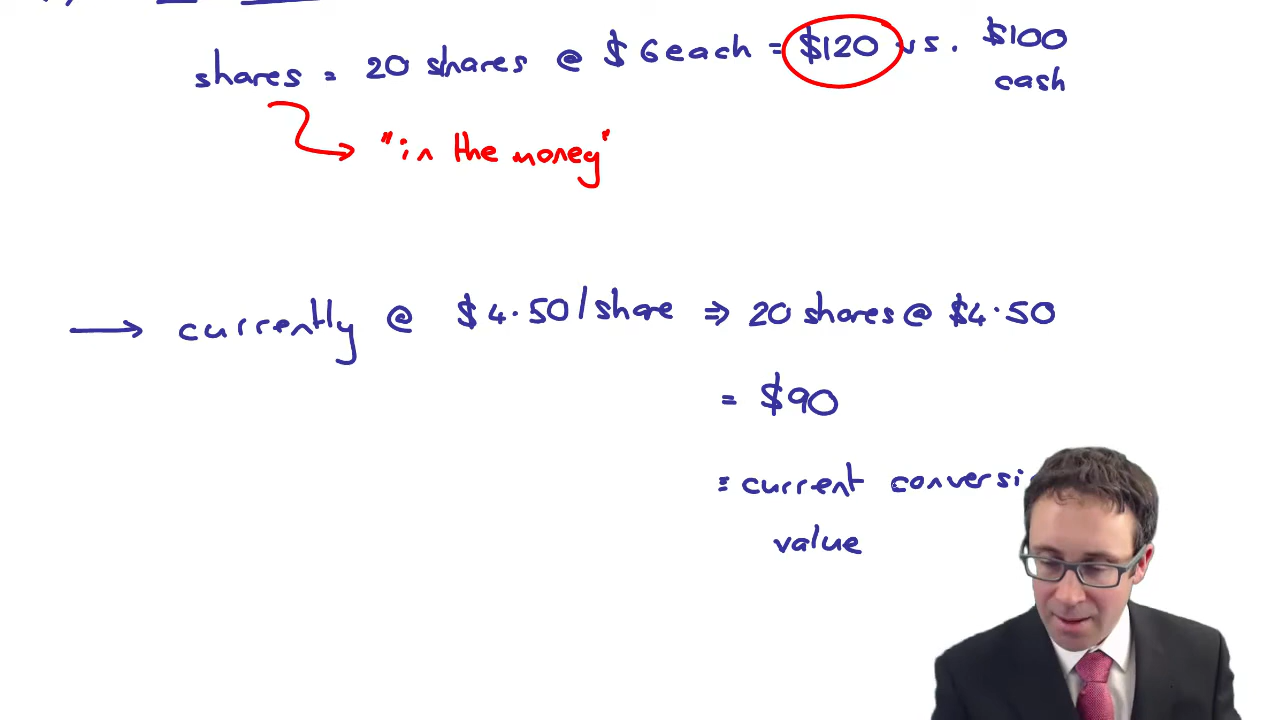 shares = 20 shares @ $6 each = $120 vs. $100 cash
"in the money"
currently @ $4.50/share ⇒ 20 shares @ $4.50
= $90
= current conversi
value